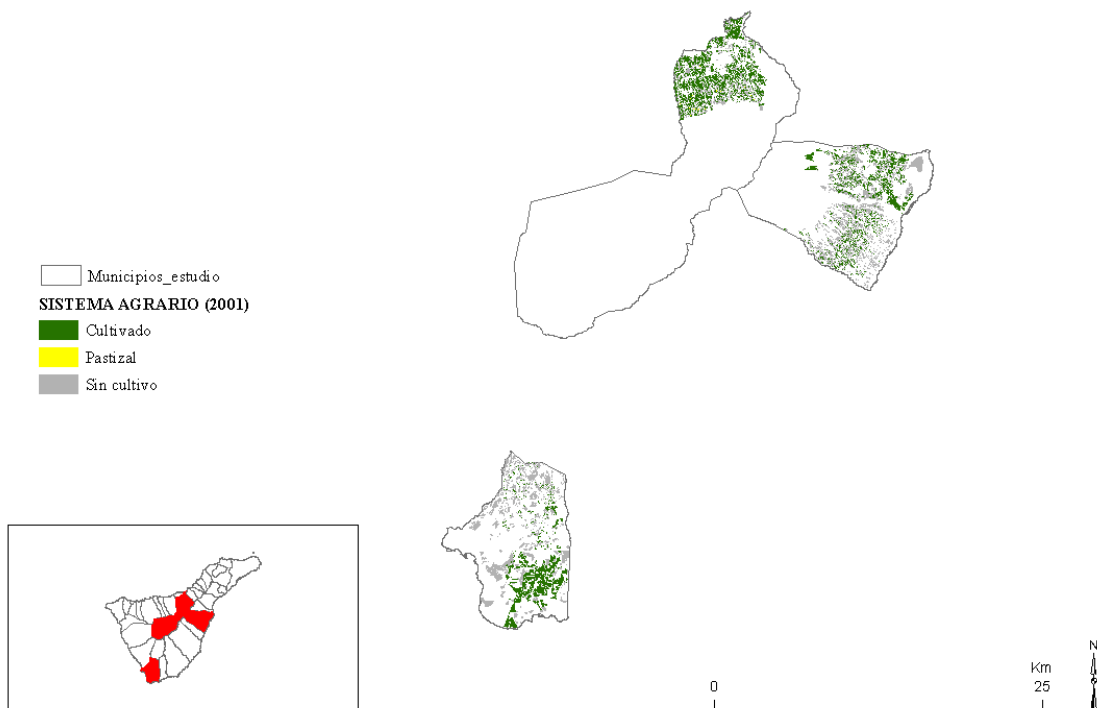 Municipios_estudio
SISTEMA AGRARIO (2001)
Cultivado
Pastizal
Sin cultivo
N
Km
0 25